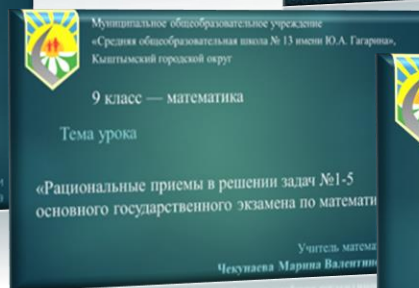 Муниципальное общеобразовательное учреждение
«Средняя общеобразовательная школа № 13 имени Ю.А. Гагарина»,
Кыштымский городской округ
9 класс — математика
Тема урока
«Рациональные приемы в решении задач №1-5
основного государственного экзамена по математи
Учитель матема
Чекунаева Марина Валентин